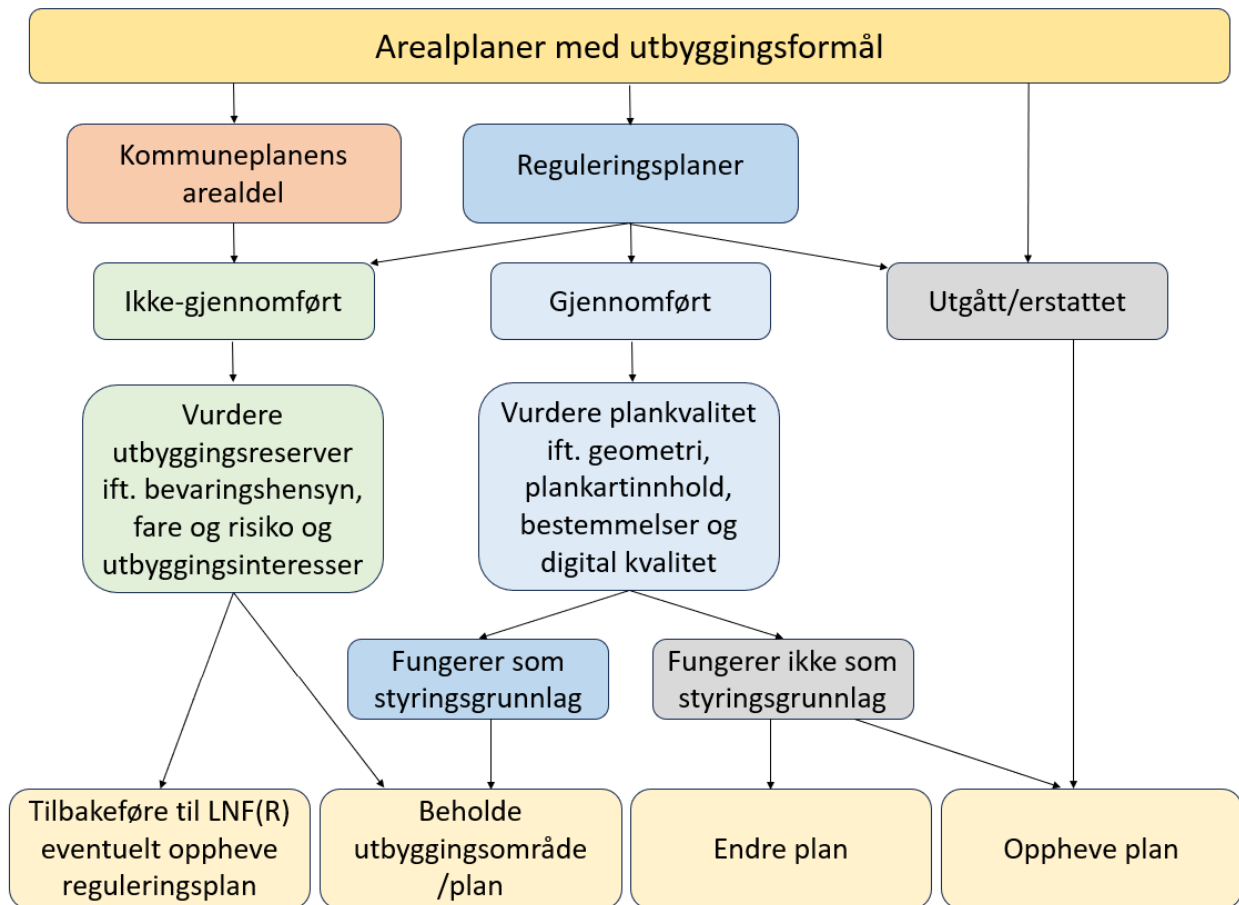 Arealplaner med utbyggingsformål
Kommuneplanens
arealdel
Reguleringsplaner
Ikke-gjennomført
Gjennomført
Utgått/erstattet
Vurdere
utbyggingsreserver
ift. bevaringshensyn,
fare og risiko og
utbyggingsinteresser
Vurdere plankvalitet
ift. geometri,
plankartinnhold,
bestemmelser og
digital kvalitet
Fungerer som
styringsgrunnlag
Fungerer ikke som
styringsgrunnlag
Tilbakeføre til LNF(R)
eventuelt oppheve
reguleringsplan
Beholde
utbyggingsområde
/plan
Endre plan
Oppheve plan